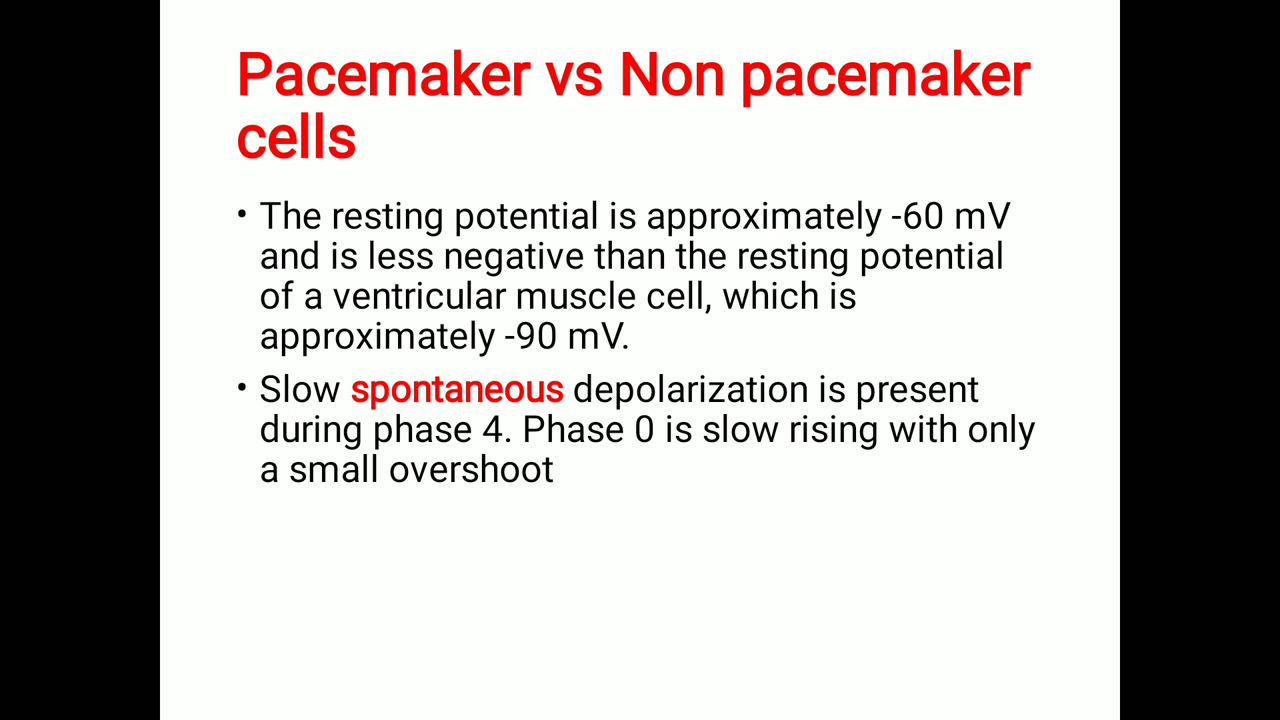 Pacemaker vs Non pacemaker
cells
• The resting potential is approximately -60 mV
and is less negative than the resting potential
of a ventricular muscle cell, which is
approximately -90 mV.
• Slow spontaneous depolarization is present
during phase 4. Phase 0 is slow rising with only
a small overshoot